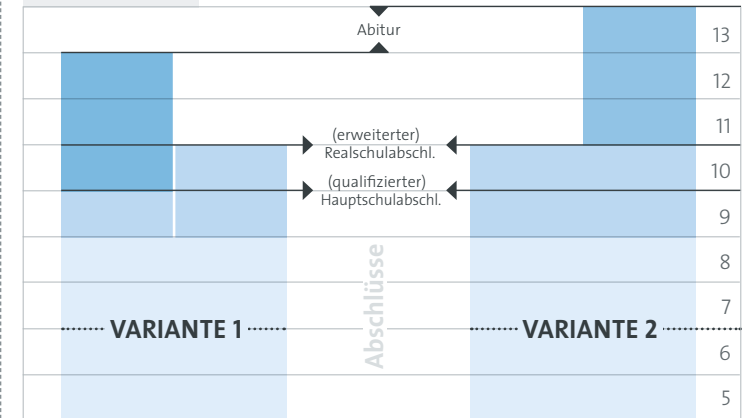 Abitur
13
12
11
(erweiterter)
Realschulabschl.
10
(qualifizierter)
Hauptschulabschl.
9
8
Abschlüsse
7
VARIANTE 1
VARIANTE 2
6
5